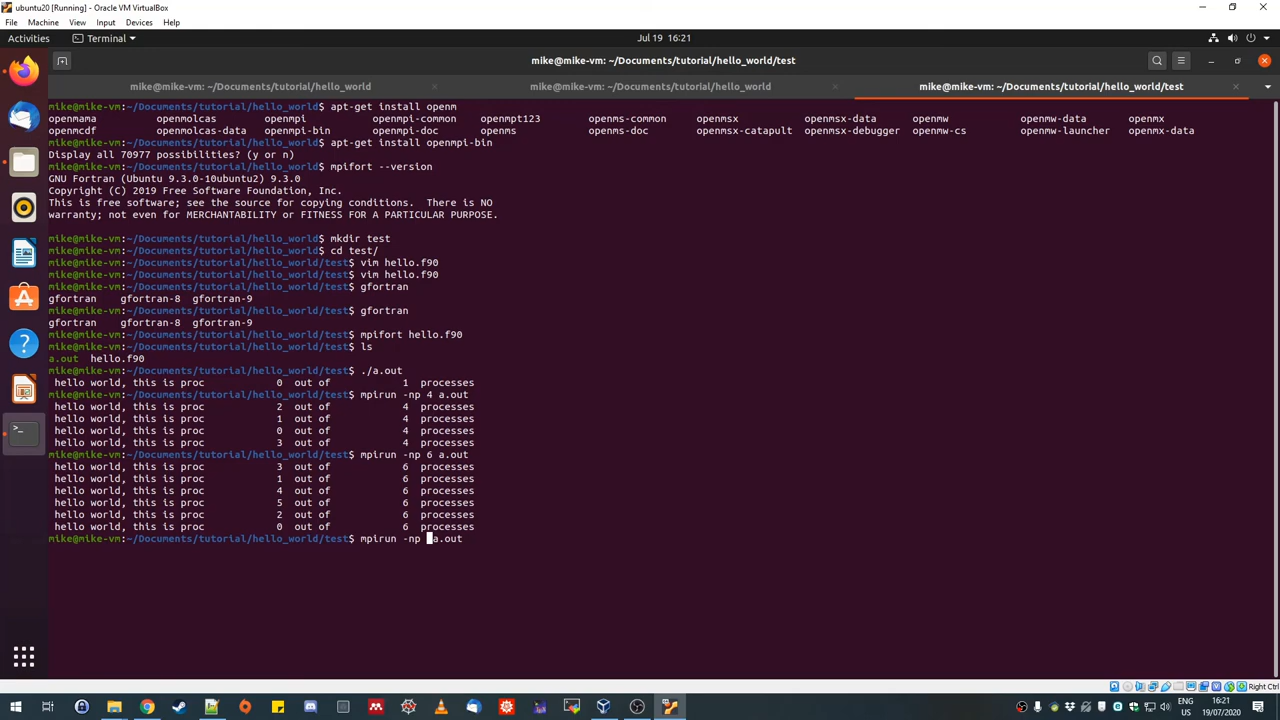 ubuntu20 [Running] - Oracle VM VirtualBox
File Machine View Input Devices Help
Activities Terminal Jul 19 16:21
mike@mike-vm: ~/Documents/tutorial/hello_world/test
mike@mike-vm: ~/Documents/tutorial/hello_world mike@mike-vm: ~/Documents/tutorial/hello_world mike@mike-vm: ~/Documents/tutorial/hello_world/test
mike@mike-vm:~/Documents/tutorial/hello_world$ apt-get install openm
openmama openmolcas openmpi openmpi-common openmpt123 openms-common openmsx openmsx-data openmw openmw-data openmx
openmcdf openmolcas-data openmpi-bin openmpi-doc openms openms-doc openmsx-catapult openmsx-debugger openmw-cs openmw-launcher openmx-data
mike@mike-vm:~/Documents/tutorial/hello_world$ apt-get install openmpi-bin
Display all 70977 possibilities? (y or n)
mike@mike-vm:~/Documents/tutorial/hello_world$ mpifort --version
GNU Fortran (Ubuntu 9.3.0-10ubuntu2) 9.3.0
Copyright (C) 2019 Free Software Foundation, Inc.
This is free software; see the source for copying conditions.  There is NO
warranty; not even for MERCHANTABILITY or FITNESS FOR A PARTICULAR PURPOSE.
mike@mike-vm:~/Documents/tutorial/hello_world$ mkdir test
mike@mike-vm:~/Documents/tutorial/hello_world$ cd test/
mike@mike-vm:~/Documents/tutorial/hello_world/test$ vim hello.f90
mike@mike-vm:~/Documents/tutorial/hello_world/test$ vim hello.f90
mike@mike-vm:~/Documents/tutorial/hello_world/test$ gfortran
gfortran gfortran-8 gfortran-9
mike@mike-vm:~/Documents/tutorial/hello_world/test$ gfortran
gfortran gfortran-8 gfortran-9
mike@mike-vm:~/Documents/tutorial/hello_world/test$ mpifort hello.f90
mike@mike-vm:~/Documents/tutorial/hello_world/test$ ls
a.out hello.f90
mike@mike-vm:~/Documents/tutorial/hello_world/test$ ./a.out
hello world, this is proc 0 out of 1 processes
mike@mike-vm:~/Documents/tutorial/hello_world/test$ mpirun -np 4 a.out
hello world, this is proc 2 out of 4 processes
hello world, this is proc 1 out of 4 processes
hello world, this is proc 0 out of 4 processes
hello world, this is proc 3 out of 4 processes
mike@mike-vm:~/Documents/tutorial/hello_world/test$ mpirun -np 6 a.out
hello world, this is proc 3 out of 6 processes
hello world, this is proc 1 out of 6 processes
hello world, this is proc 4 out of 6 processes
hello world, this is proc 5 out of 6 processes
hello world, this is proc 2 out of 6 processes
hello world, this is proc 0 out of 6 processes
mike@mike-vm:~/Documents/tutorial/hello_world/test$ mpirun -np a.out
Right Ctrl
ENG 16:21
US 19/07/2020